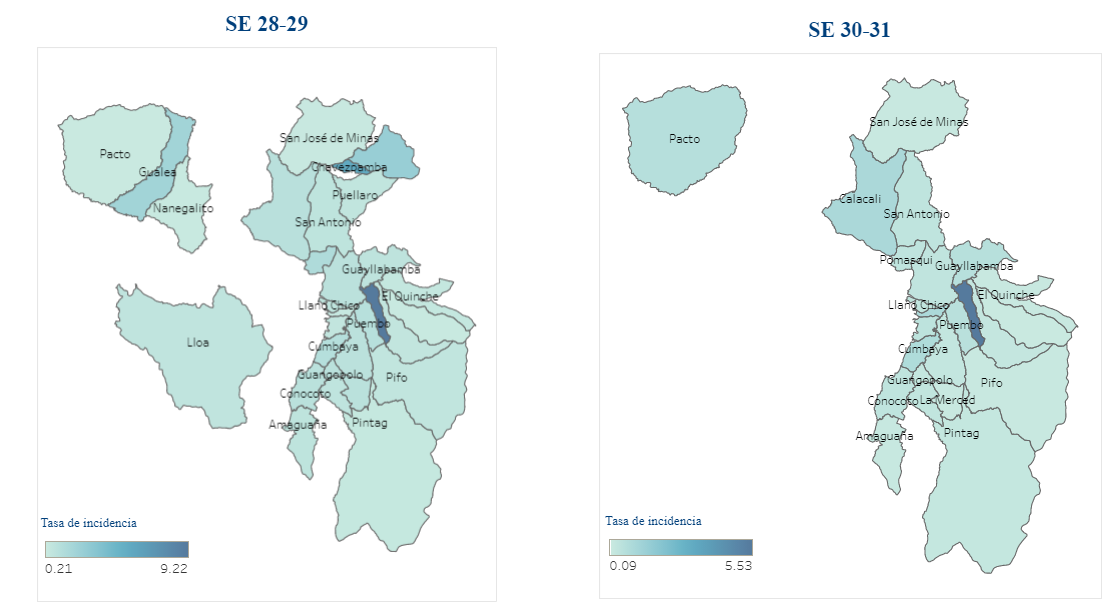 SE 28-29
San José de Minas
Pacto
Chavezpamba
Gualea
Puellaro
Nanegalito
San Antonio
Guayllabamba
El Quinche
Llano Chico
Puembo
Lloa
Cumbaya
Guangopolo
Pifo
Conocoto
Amaguaña
Pintag
Tasa de incidencia
0.21 9.22
SE 30-31
San José de Minas
Pacto
Calacali
San Antonio
Pomasqui
Guayllabamba
El Quinche
Llano Chico
Puembo
Cumbaya
Guangopolo
Pifo
Conocoto
La Merced
Amaguaña
Pintag
Tasa de incidencia
0.09 5.53